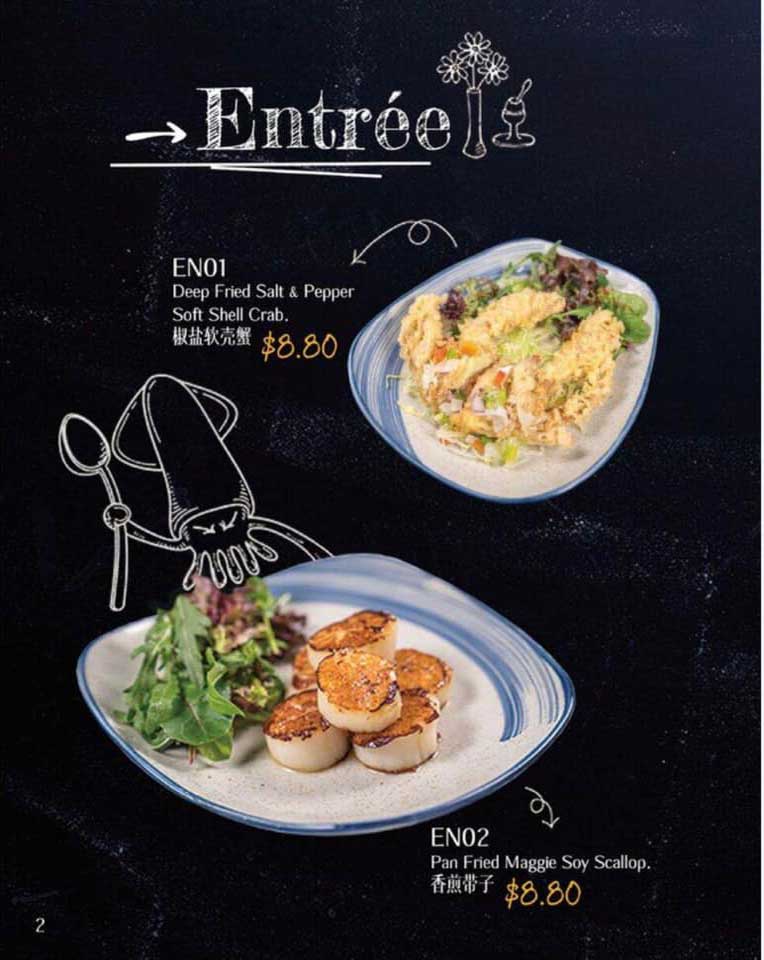 Entrée
EN01
Deep Fried Salt & Pepper
Soft Shell Crab.
椒盐软壳蟹 $8.80
EN02
Pan Fried Maggie Soy Scallop.
香煎带子 $8.80
2